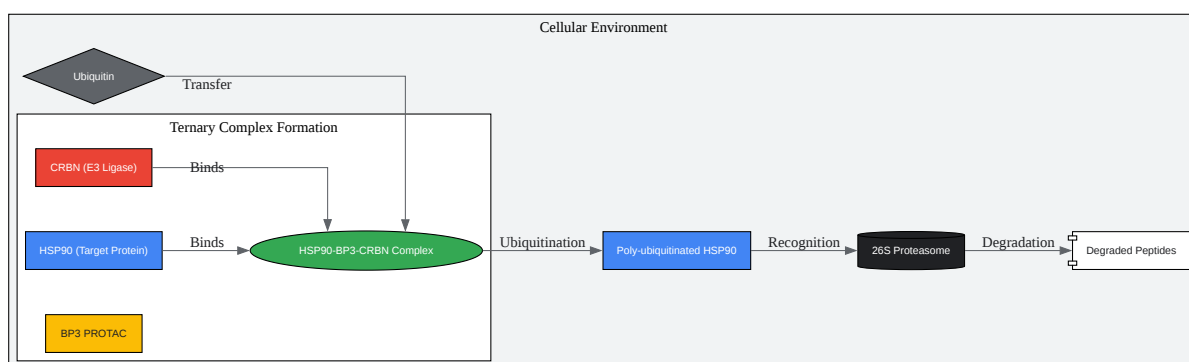 Cellular Environment
Ubiquitin
Transfer
Ternary Complex Formation
CRBN (E3 Ligase)
Binds
HSP90 (Target Protein)
Binds
HSP90-BP3-CRBN Complex
Ubiquitination
Poly-ubiquitinated HSP90
Recognition
26S Proteasome
Degradation
Degraded Peptides
BP3 PROTAC